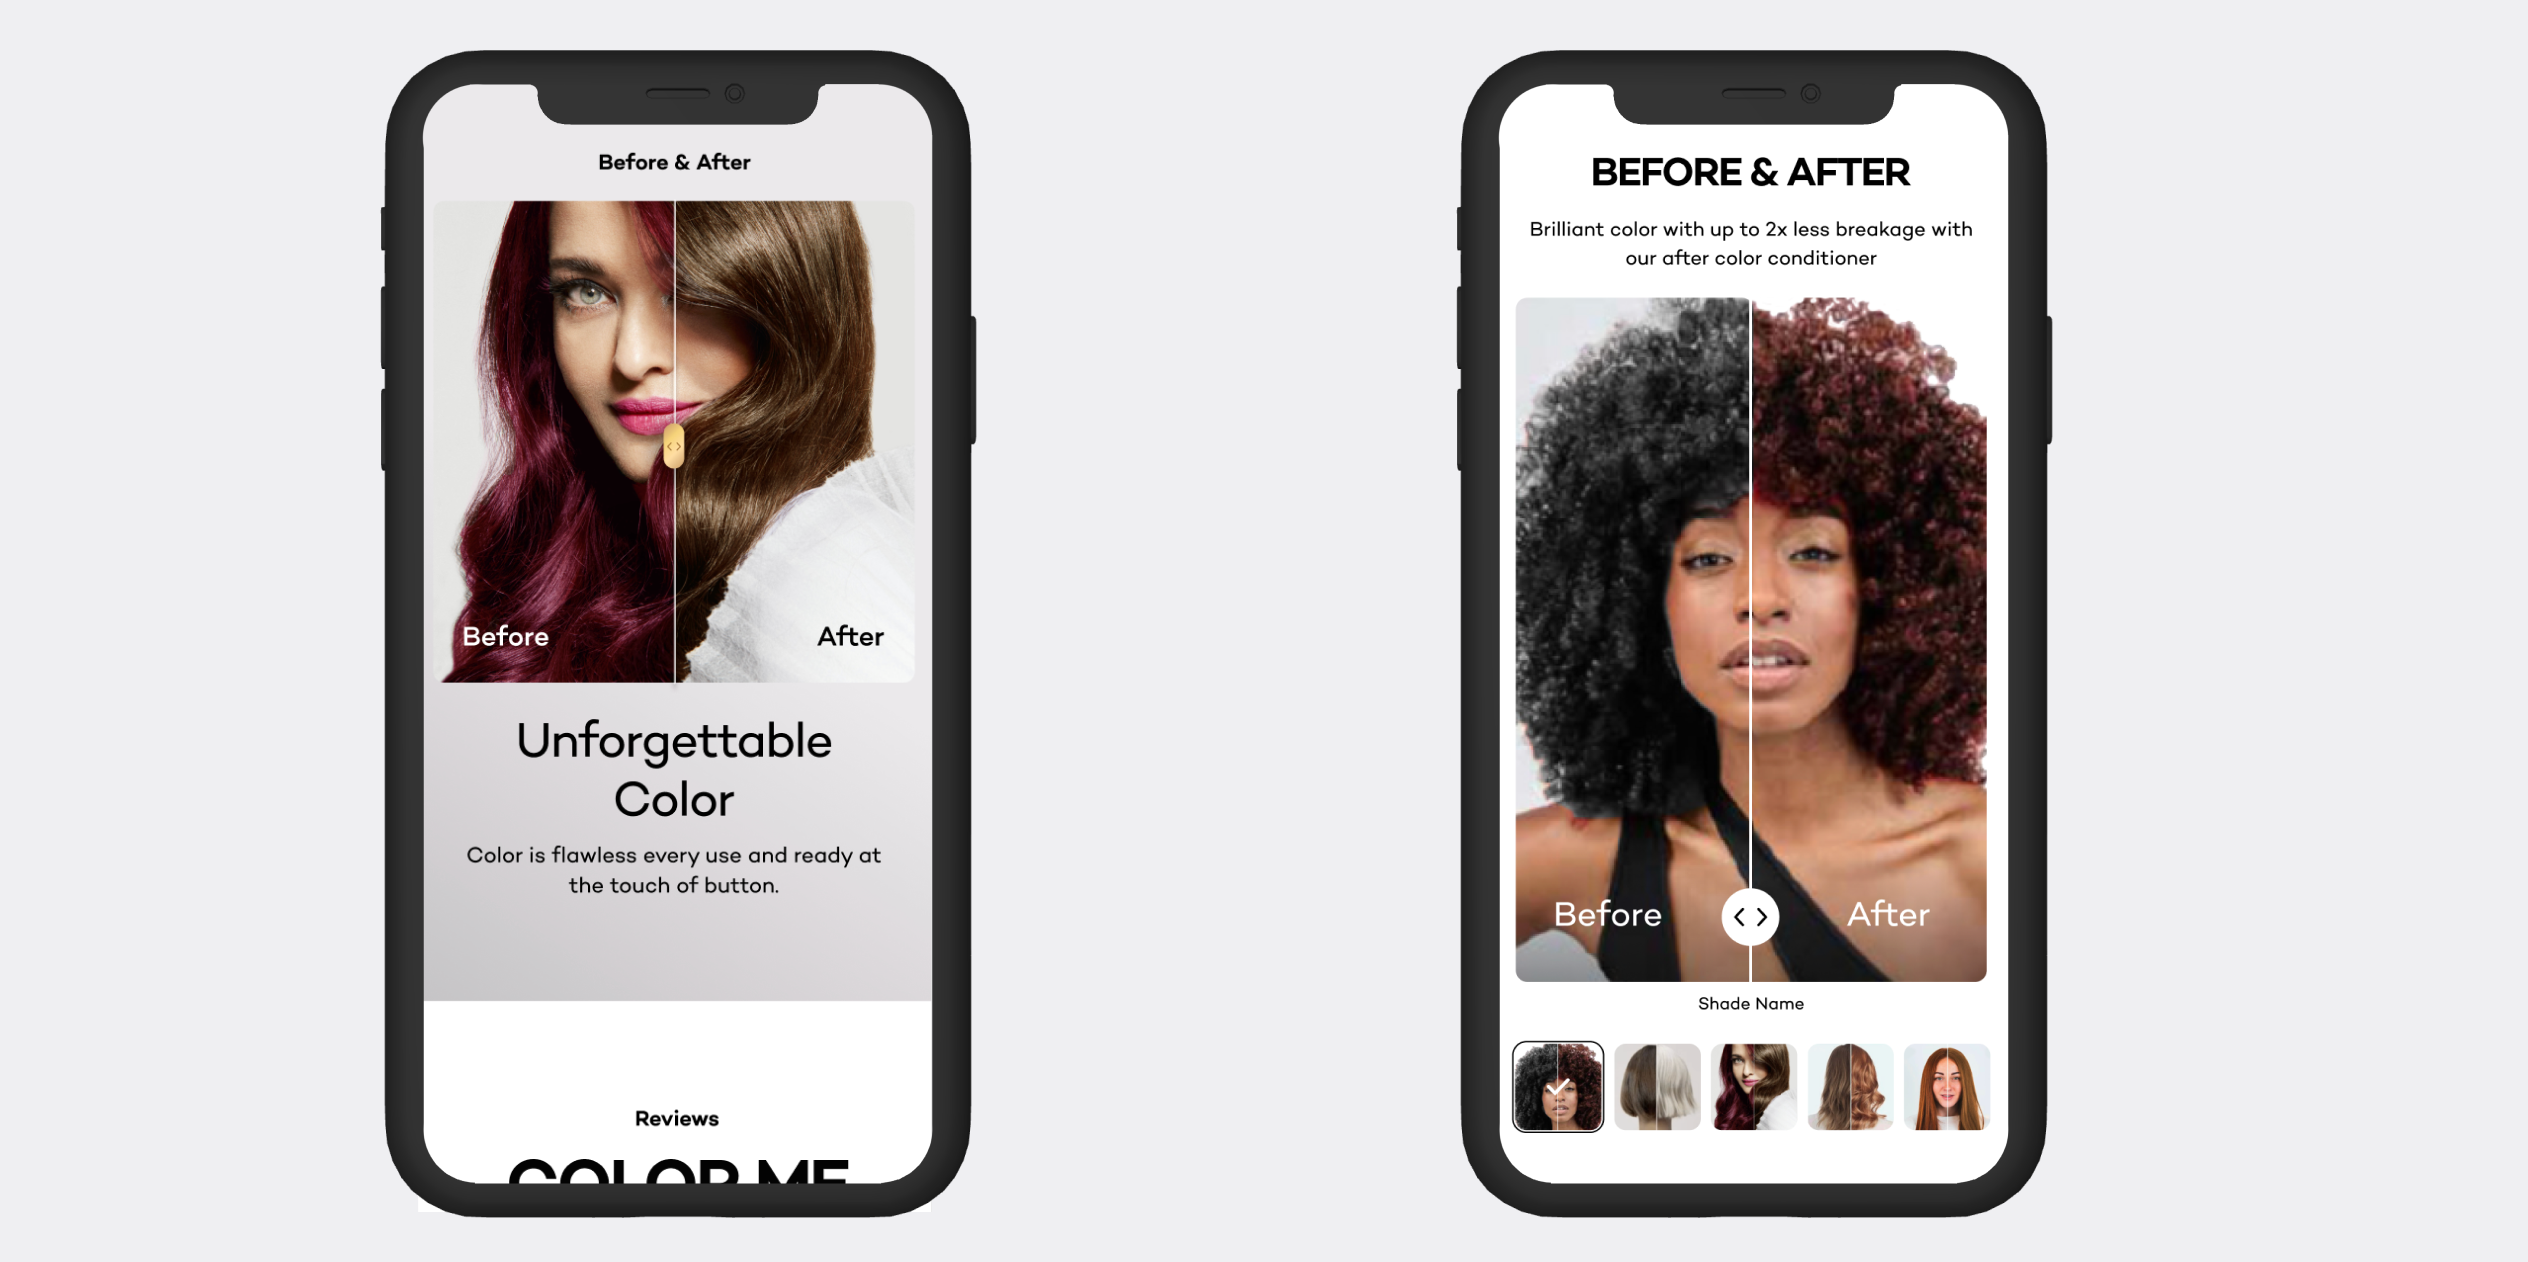 Before & After
Before
After
Unforgettable
Color
Color is flawless every use and ready at
the touch of button.
Reviews
COLOR ME
BEFORE & AFTER
Brilliant color with up to 2x less breakage with
our after color conditioner
Before
After
Shade Name